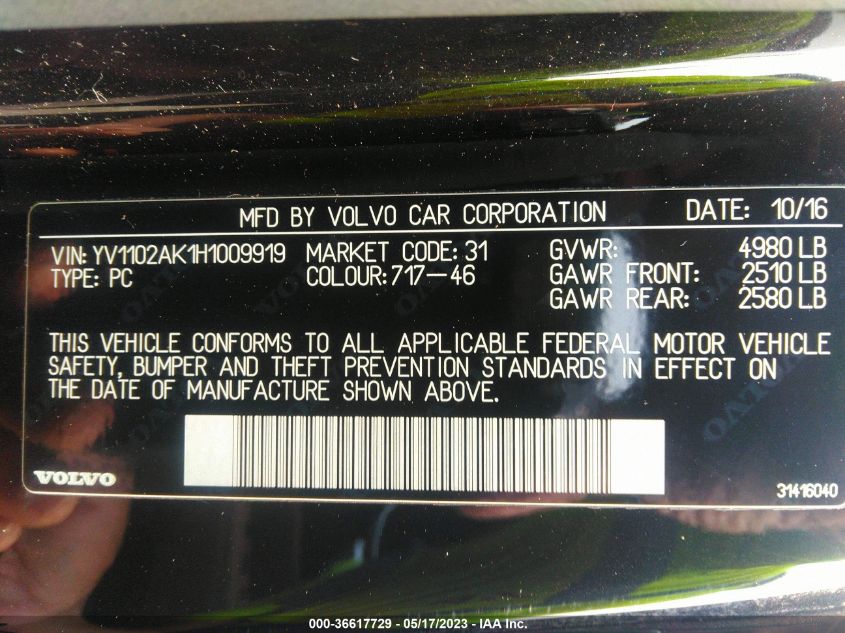 MFD BY VOLVO CAR CORPORATION DATE: 10/16
VIN: YV1102AK1H1009919 MARKET CODE: 31 GVWR: 4980 LB
TYPE: PC COLOUR: 717-46 GAWR FRONT: 2510 LB
GAWR REAR: 2580 LB
THIS VEHICLE CONFORMS TO ALL APPLICABLE FEDERAL MOTOR VEHICLE
SAFETY, BUMPER AND THEFT PREVENTION STANDARDS IN EFFECT ON
THE DATE OF MANUFACTURE SHOWN ABOVE.
VOLVO
31416040
000-36617729 - 05/17/2023 - IAA Inc.